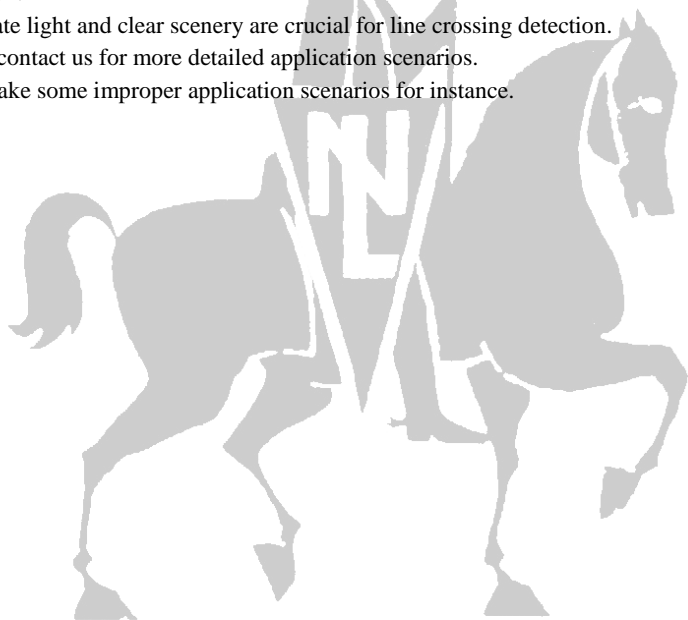 ate light and clear scenery are crucial for line crossing detection.
contact us for more detailed application scenarios.
ake some improper application scenarios for instance.
NL